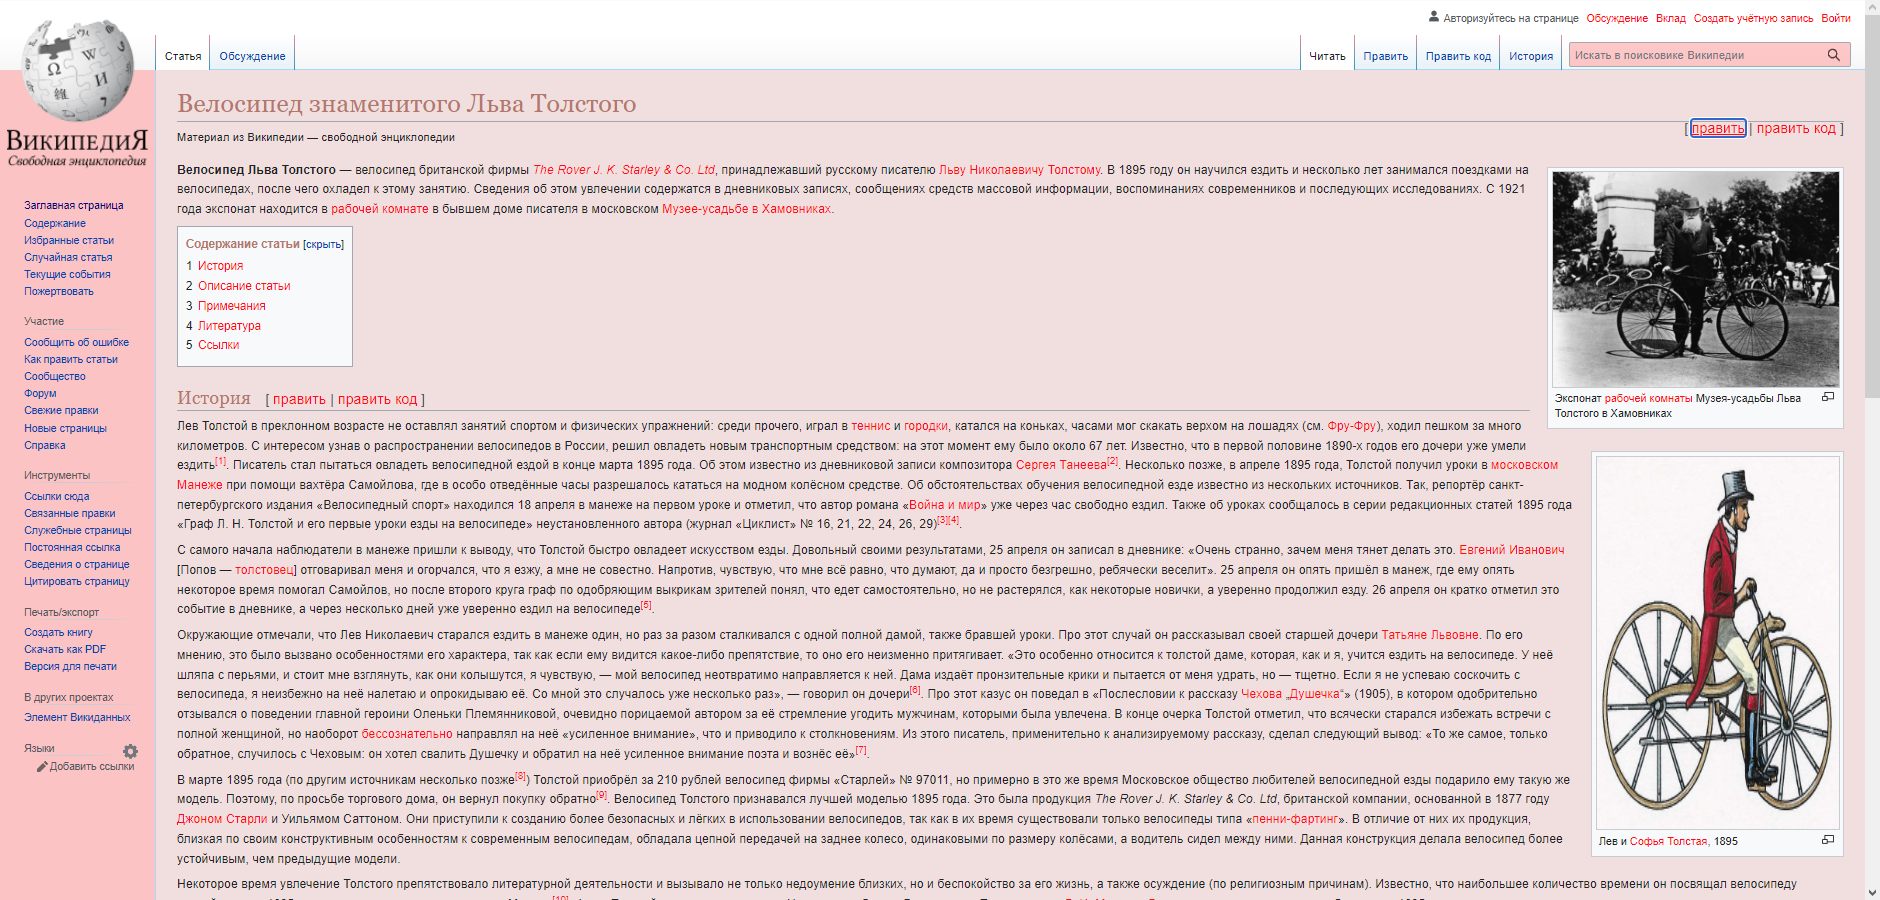 Авторизуйтесь на странице Обсуждение Вклад Создать учётную запись Войти
Статья Обсуждение Читать Править Править код История Искать в поисковике Википедии
ВикипедиЯ
Свободная энциклопедия
Заглавная страница
Содержание
Избранные статьи
Случайная статья
Текущие события
Пожертвовать
Участие
Сообщить об ошибке
Как править статьи
Сообщество
Форум
Свежие правки
Новые страницы
Справка
Инструменты
Ссылки сюда
Связанные правки
Служебные страницы
Постоянная ссылка
Сведения о странице
Цитировать страницу
Печать/экспорт
Создать книгу
Скачать как PDF
Версия для печати
В других проектах
Элемент Викиданных
Языки
Добавить ссылки
Велосипед знаменитого Льва Толстого
[ править | править код ]
Материал из Википедии — свободной энциклопедии
Велосипед Льва Толстого — велосипед британской фирмы The Rover J. K. Starley & Co. Ltd, принадлежавший русскому писателю Льву Николаевичу Толстому. В 1895 году он научился ездить и несколько лет занимался поездками на
велосипедах, после чего охладел к этому занятию. Сведения об этом увлечении содержатся в дневниковых записях, сообщениях средств массовой информации, воспоминаниях современников и последующих исследованиях. С 1921
года экспонат находится в рабочей комнате в бывшем доме писателя в московском Музее-усадьбе в Хамовниках.
Содержание статьи [скрыть]
1 История
2 Описание статьи
3 Примечания
4 Литература
5 Ссылки
Экспонат рабочей комнаты Музея-усадьбы Льва
Толстого в Хамовниках
История [ править | править код ]
Лев Толстой в преклонном возрасте не оставлял занятий спортом и физических упражнений: среди прочего, играл в теннис и городки, катался на коньках, часами мог скакать верхом на лошадях (см. Фру-Фру), ходил пешком за много
километров. С интересом узнав о распространении велосипедов в России, решил овладеть новым транспортным средством: на этот момент ему было около 67 лет. Известно, что в первой половине 1890-х годов его дочери уже умели
ездить[1]. Писатель стал пытаться овладеть велосипедной ездой в конце марта 1895 года. Об этом известно из дневниковой записи композитора Сергея Танеева[2]. Несколько позже, в апреле 1895 года, Толстой получил уроки в московском
Манеже при помощи вахтёра Самойлова, где в особо отведённые часы разрешалось кататься на модном колёсном средстве. Об обстоятельствах обучения велосипедной езде известно из нескольких источников. Так, репортёр санкт-
петербургского издания «Велосипедный спорт» находился 18 апреля в манеже на первом уроке и отметил, что автор романа «Война и мир» уже через час свободно ездил. Также об уроках сообщалось в серии редакционных статей 1895 года
«Граф Л. Н. Толстой и его первые уроки езды на велосипеде» неустановленного автора (журнал «Циклист» № 16, 21, 22, 24, 26, 29)[3][4].
С самого начала наблюдатели в манеже пришли к выводу, что Толстой быстро овладеет искусством езды. Довольный своими результатами, 25 апреля он записал в дневнике: «Очень странно, зачем меня тянет делать это. Евгений Иванович
[Попов — толстовец] отговаривал меня и огорчался, что я езжу, а мне не совестно. Напротив, чувствую, что мне всё равно, что думают, да и просто безгрешно, ребячески веселит». 25 апреля он опять пришёл в манеж, где ему опять
некоторое время помогал Самойлов, но после второго круга граф по одобряющим выкрикам зрителей понял, что едет самостоятельно, но не растерялся, как некоторые новички, а уверенно продолжил езду. 26 апреля он кратко отметил это
событие в дневнике, а через несколько дней уже уверенно ездил на велосипеде[5].
Окружающие отмечали, что Лев Николаевич старался ездить в манеже один, но раз за разом сталкивался с одной полной дамой, также бравшей уроки. Про этот случай он рассказывал своей старшей дочери Татьяне Львовне. По его
мнению, это было вызвано особенностями его характера, так как если ему видится какое-либо препятствие, то оно его неизменно притягивает. «Это особенно относится к толстой даме, которая, как и я, учится ездить на велосипеде. У неё
шляпа с перьями, и стоит мне взглянуть, как они колышутся, я чувствую, — мой велосипед неотвратимо направляется к ней. Дама издаёт пронзительные крики и пытается от меня удрать, но — тщетно. Если я не успеваю соскочить с
велосипеда, я неизбежно на неё налетаю и опрокидываю её. Со мной это случалось уже несколько раз», — говорил он дочери[6]. Про этот казус он поведал в «Послесловии к рассказу Чехова „Душечка“» (1905), в котором одобрительно
отзывался о поведении главной героини Оленьки Племянниковой, очевидно порицаемой автором за её стремление угодить мужчинам, которыми была увлечена. В конце очерка Толстой отметил, что всячески старался избежать встречи с
полной женщиной, но наоборот бессознательно направлял на неё «усиленное внимание», что и приводило к столкновениям. Из этого писатель, применительно к анализируемому рассказу, сделал следующий вывод: «То же самое, только
обратное, случилось с Чеховым: он хотел свалить Душечку и обратил на неё усиленное внимание поэта и вознёс её»[7].
В марте 1895 года (по другим источникам несколько позже[8]) Толстой приобрёл за 210 рублей велосипед фирмы «Старлей» № 97011, но примерно в это же время Московское общество любителей велосипедной езды подарило ему такую же
модель. Поэтому, по просьбе торгового дома, он вернул покупку обратно[9]. Велосипед Толстого признавался лучшей моделью 1895 года. Это была продукция The Rover J. K. Starley & Co. Ltd, британской компании, основанной в 1877 году
Джоном Старли и Уильямом Саттоном. Они приступили к созданию более безопасных и лёгких в использовании велосипедов, так как в их время существовали только велосипеды типа «пенни-фартинг». В отличие от них их продукция,
близкая по своим конструктивным особенностям к современным велосипедам, обладала цепной передачей на заднее колесо, одинаковыми по размеру колёсами, а водитель сидел между ними. Данная конструкция делала велосипед более
устойчивым, чем предыдущие модели.
Лев и Софья Толстая, 1895
Некоторое время увлечение Толстого препятствовало литературной деятельности и вызывало не только недоумение близких, но и беспокойство за его жизнь, а также осуждение (по религиозным причинам). Известно, что наибольшее количество времени он посвящал велосипеду